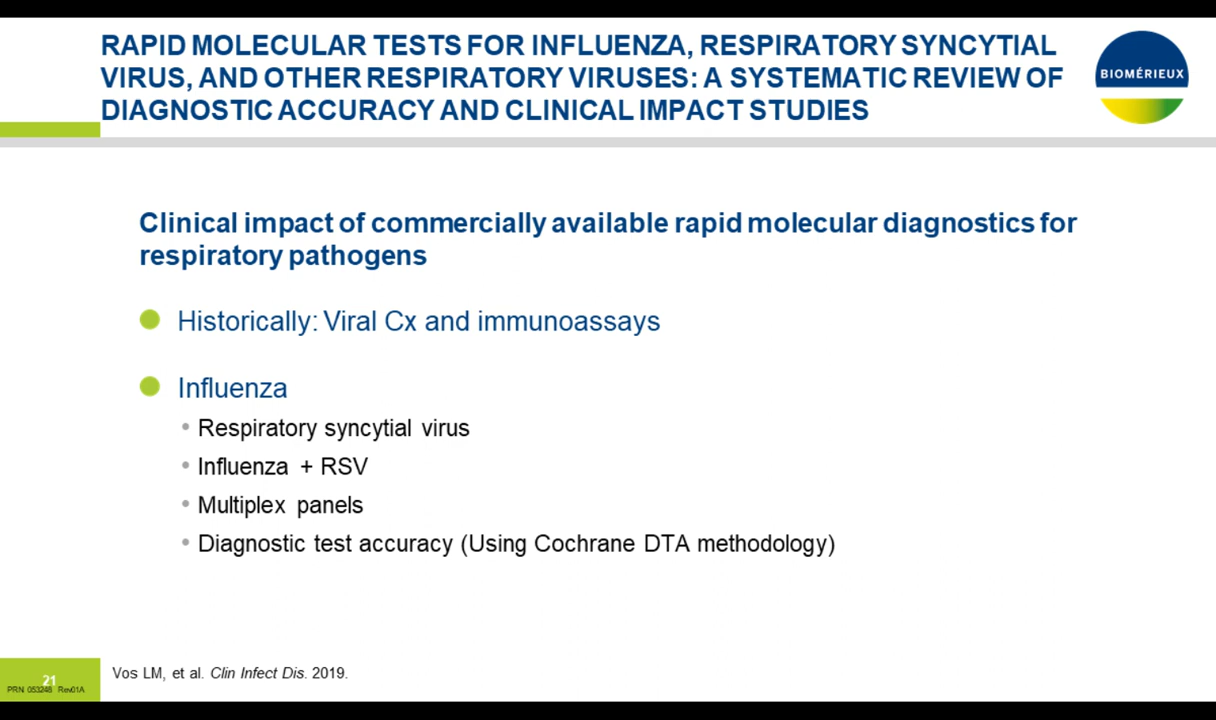 RAPID MOLECULAR TESTS FOR INFLUENZA, RESPIRATORY SYNCYTIAL
VIRUS, AND OTHER RESPIRATORY VIRUSES: A SYSTEMATIC REVIEW OF
DIAGNOSTIC ACCURACY AND CLINICAL IMPACT STUDIES
BIOMÉRIEUX
Clinical impact of commercially available rapid molecular diagnostics for
respiratory pathogens
Historically: Viral Cx and immunoassays
Influenza
Respiratory syncytial virus
Influenza + RSV
Multiplex panels
Diagnostic test accuracy (Using Cochrane DTA methodology)
Vos LM, et al. Clin Infect Dis. 2019.
21
PRN 053248 Rev01A